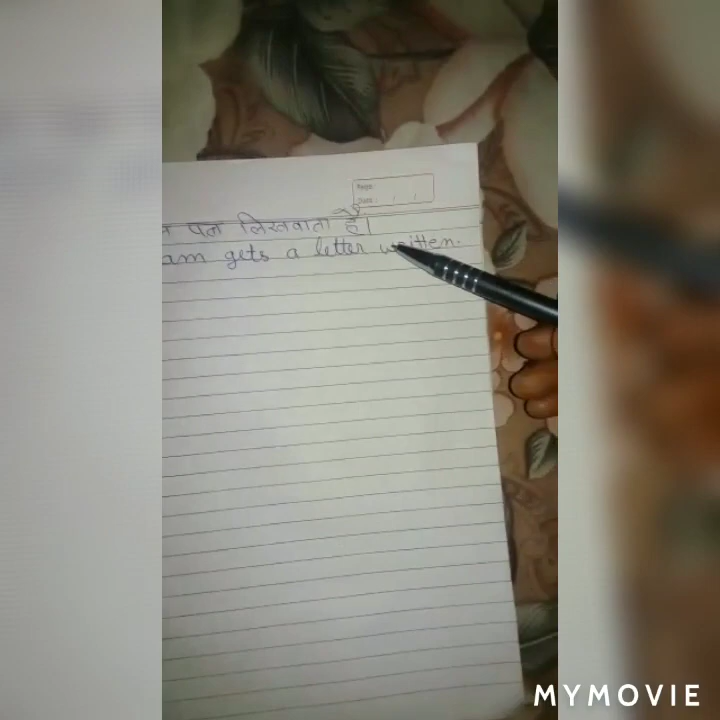 Page:
Date: / /
पत्र लिखवाता है।
am gets a letter written.
MYMOVIE